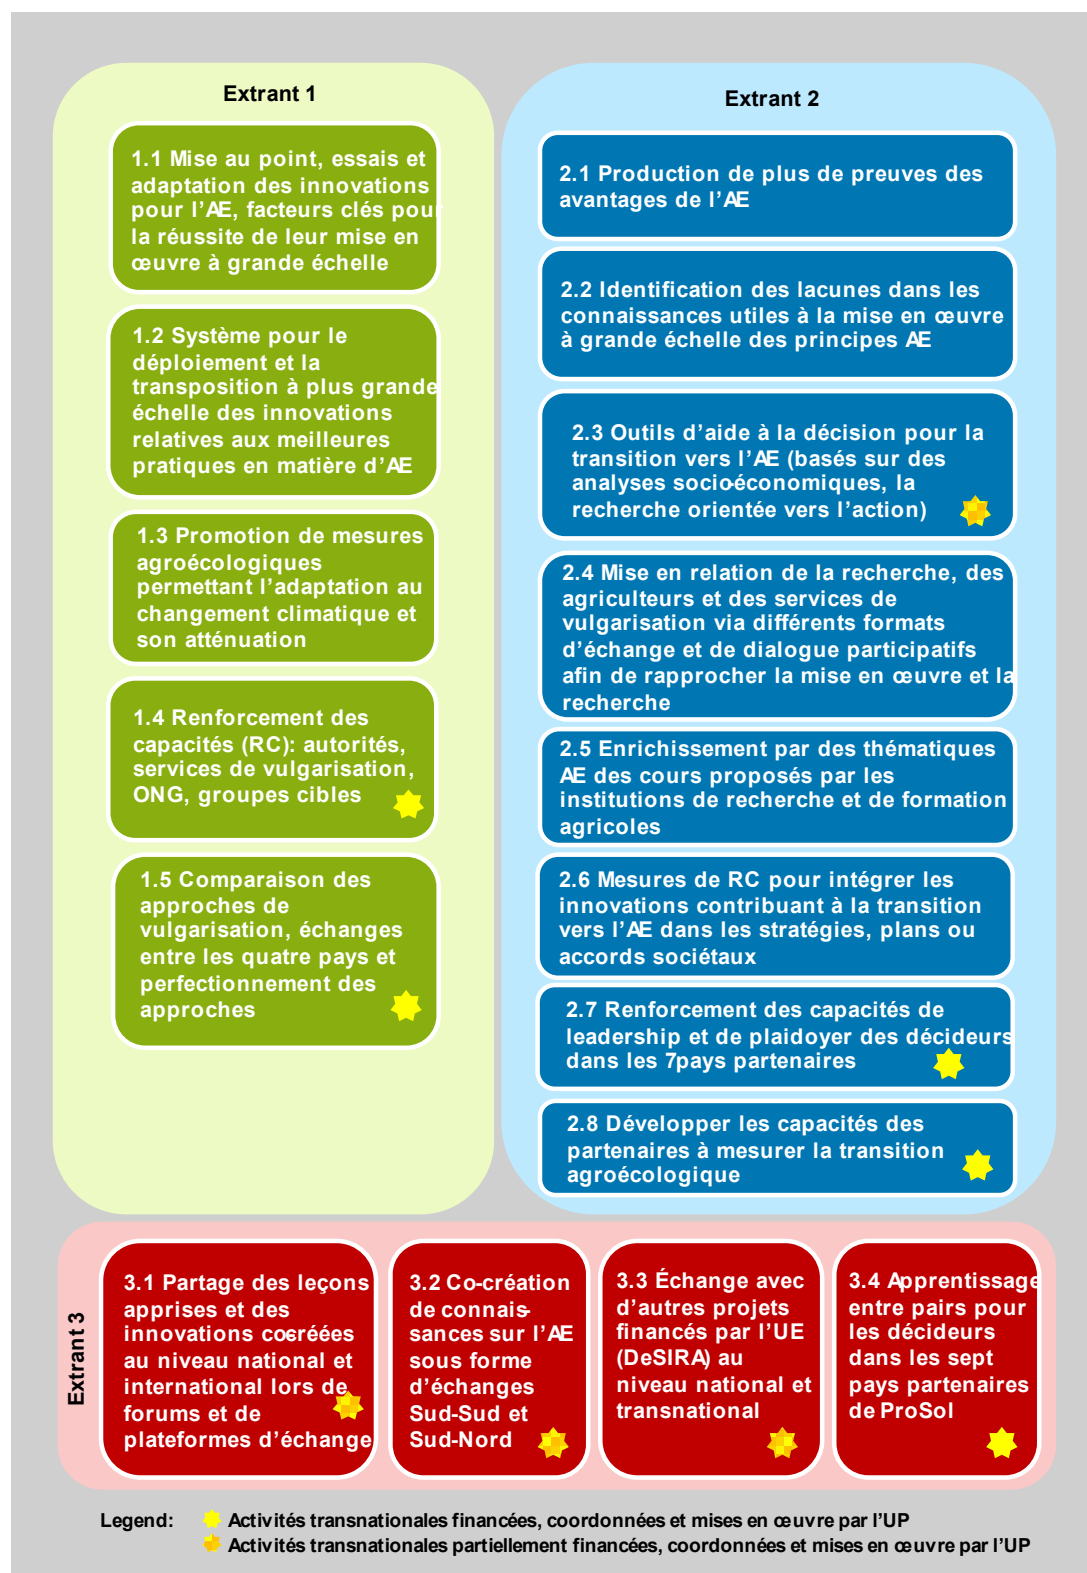 Extrant 1
1.1 Mise au point, essais et
adaptation des innovations
pour l’AE, facteurs clés pour
la réussite de leur mise en
œuvre à grande échelle
1.2 Système pour le
déploiement et la
transposition à plus grande
échelle des innovations
relatives aux meilleures
pratiques en matière d’AE
1.3 Promotion de mesures
agroécologiques
permettant l’adaptation au
changement climatique et
son atténuation
1.4 Renforcement des
capacités (RC): autorités,
services de vulgarisation,
ONG, groupes cibles
1.5 Comparaison des
approches de
vulgarisation, échanges
entre les quatre pays et
perfectionnement des
approches
Extrant 2
2.1 Production de plus de preuves des
avantages de l’AE
2.2 Identification des lacunes dans les
connaissances utiles à la mise en œuvre
à grande échelle des principes AE
2.3 Outils d’aide à la décision pour la
transition vers l’AE (basés sur des
analyses socio-économiques, la
recherche orientée vers l’action)
2.4 Mise en relation de la recherche, des
agriculteurs et des services de
vulgarisation via différents formats
d’échange et de dialogue participatifs
afin de rapprocher la mise en œuvre et la
recherche
2.5 Enrichissement par des thématiques
AE des cours proposés par les
institutions de recherche et de formation
agricoles
2.6 Mesures de RC pour intégrer les
innovations contribuant à la transition
vers l’AE dans les stratégies, plans ou
accords sociétaux
2.7 Renforcement des capacités de
leadership et de plaidoyer des décideurs
dans les 7pays partenaires
2.8 Développer les capacités des
partenaires à mesurer la transition
agroécologique
Extrant 3
3.1 Partage des leçons
apprises et des
innovations co-créées
au niveau national et
international lors de
forums et de
plateformes d’échange
3.2 Co-création
de connais-
sances sur l’AE
sous forme
d’échanges
Sud-Sud et
Sud-Nord
3.3 Échange avec
d’autres projets
financés par l’UE
(DeSIRA) au
niveau national et
transnational
3.4 Apprentissage
entre pairs pour
les décideurs
dans les sept
pays partenaires
de ProSol
Legend:
Activités transnationales financées, coordonnées et mises en œuvre par l’UP
Activités transnationales partiellement financées, coordonnées et mises en œuvre par l’UP